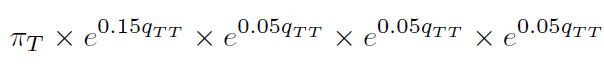 π_T × e^{0.15q_{TT}} × e^{0.05q_{TT}} × e^{0.05q_{TT}} × e^{0.05q_{TT}}